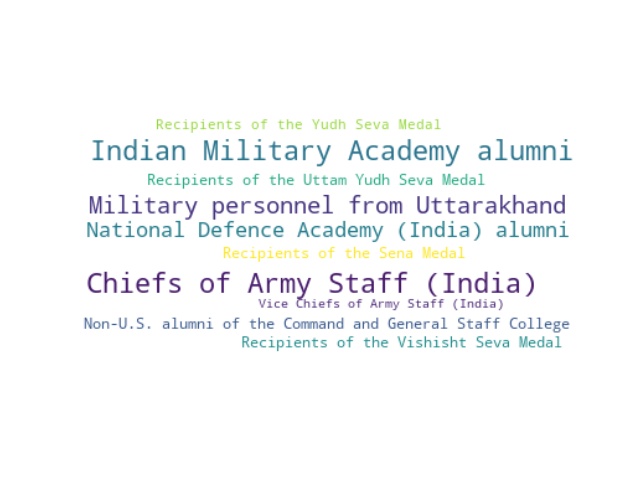 Recipients of the Yudh Seva Medal
Indian Military Academy alumni
Recipients of the Uttam Yudh Seva Medal
Military personnel from Uttarakhand
National Defence Academy (India) alumni
Recipients of the Sena Medal
Chiefs of Army Staff (India)
Vice Chiefs of Army Staff (India)
Non-U.S. alumni of the Command and General Staff College
Recipients of the Vishisht Seva Medal